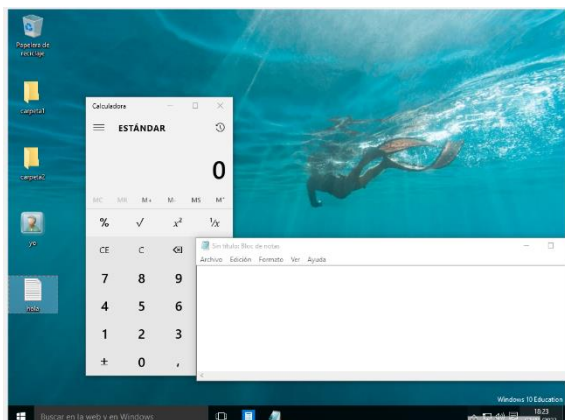 Papelera de
reciclaje
carpeta1
carpeta2
yo
Calculadora
ESTÁNDAR
0
MC MR M+ M- MS M˅
% √ x² ¹/x
CE C
7 8 9
4 5 6
1 2 3
± 0 ,
Sin título: Bloc de notas
Archivo Edición Formato Ver Ayuda
Windows 10 Education
Buscar en la web y en Windows
18:23